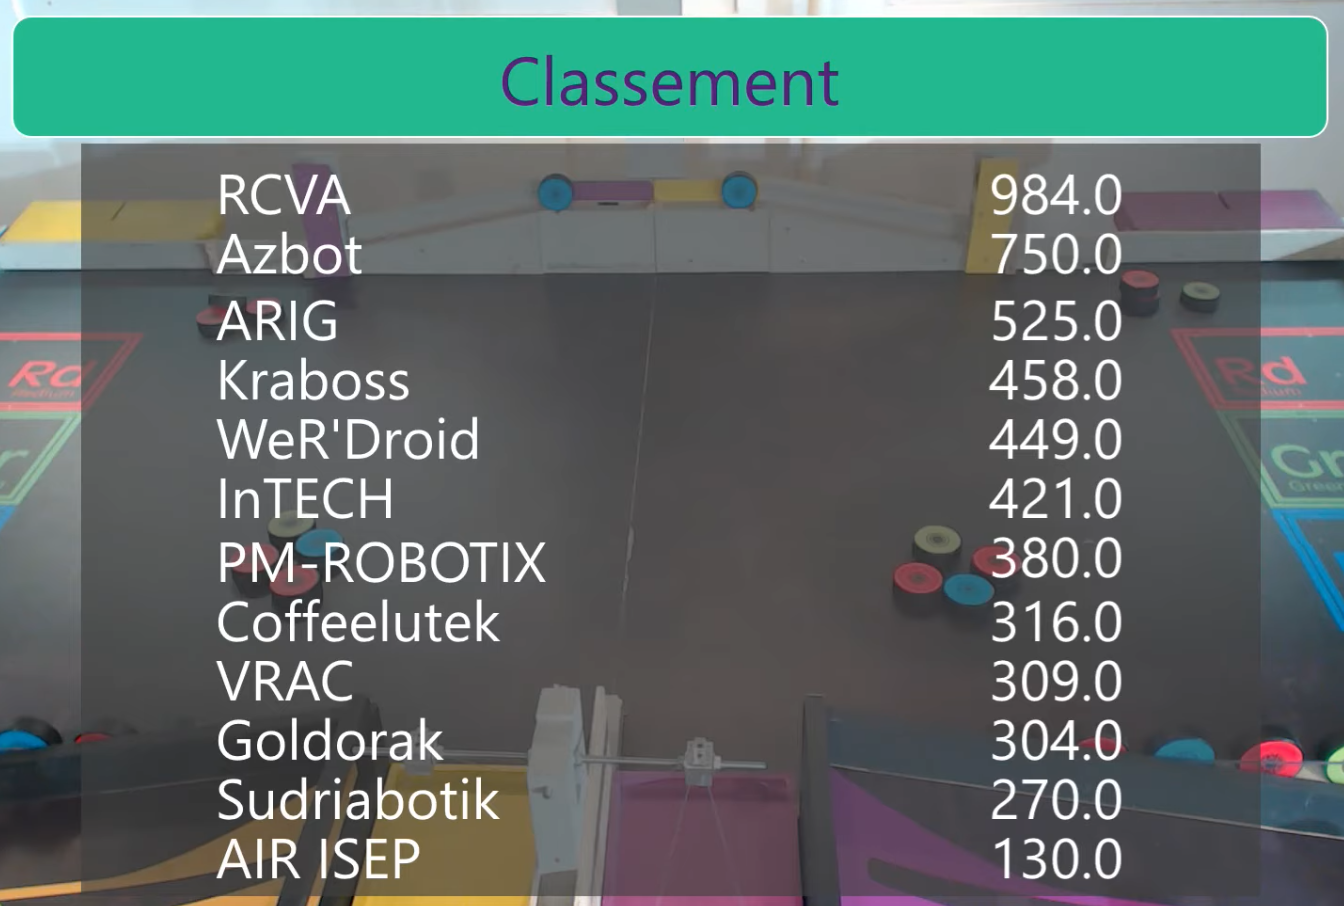 Classement
RCVA 984.0
Azbot 750.0
ARIG 525.0
Kraboss 458.0
WeR'Droid 449.0
InTECH 421.0
PM-ROBOTIX 380.0
Coffeelutek 316.0
VRAC 309.0
Goldorak 304.0
Sudriabotik 270.0
AIR ISEP 130.0
Rd
Rd
Gr
Green